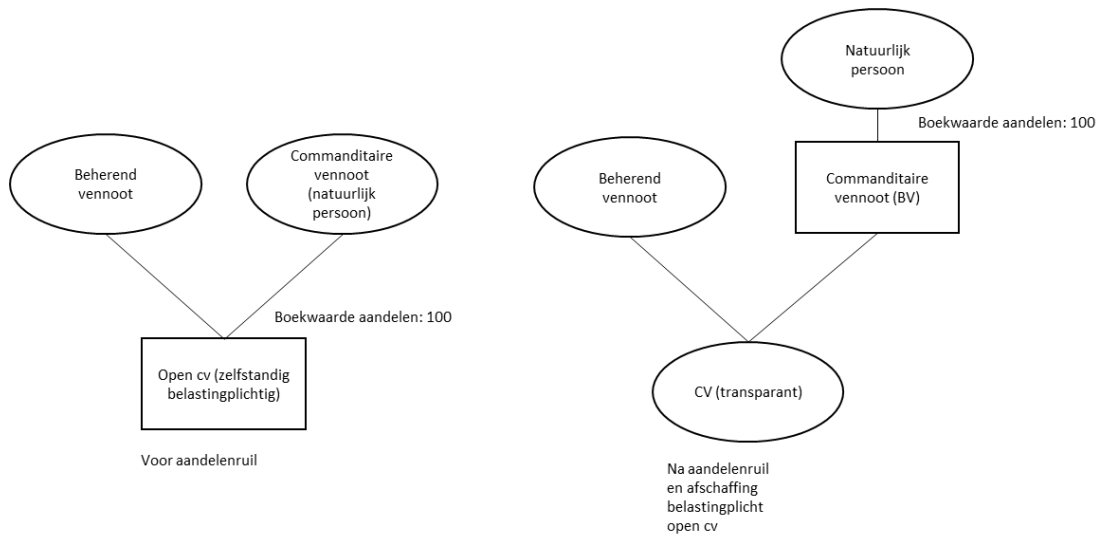 Beherend
vennoot
Commanditaire
vennoot
(natuurlijk
persoon)
Boekwaarde aandelen: 100
Open cv (zelfstandig
belastingplichtig)
Voor aandelenruil
Natuurlijk
persoon
Boekwaarde aandelen: 100
Beherend
vennoot
Commanditaire
vennoot (BV)
CV (transparant)
Na aandelenruil
en afschaffing
belastingplicht
open cv